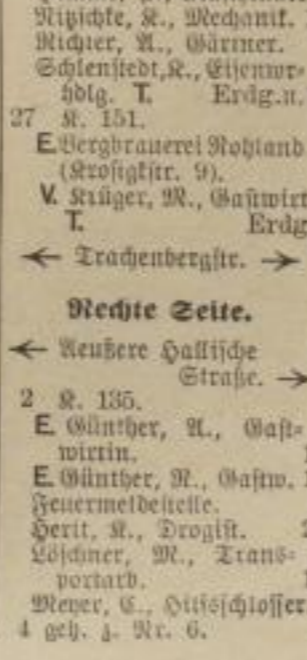 Nitzschke, K., Mechanik.
Richter, A., Gärtner.
Schlenstedt, K., Eisenwr-
hdlg. T. Erdg.u.
27 K. 151.
E. Bergbrauerei Rohland
(Krosigkstr. 9).
V. Krüger, M., Gastwirt
T. Erdg
← Trachenbergstr. →
Rechte Seite.
← Aeußere Hallische
Straße. →
2 K. 135.
E. Günther, A., Gast-
wirtin.
E. Günther, R., Gastw.
Feuermeldestelle.
Herit, K., Drogist.
Löschner, M., Trans-
portarb.
Meyer, C., Hilfsschlosser
4 geh. z. Nr. 6.